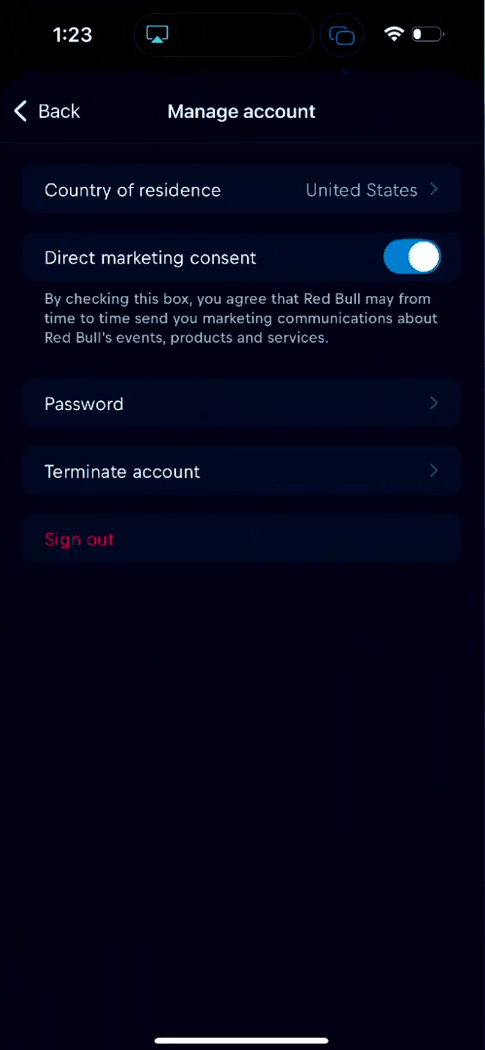 1:23
Back
Manage account
Country of residence
United States
Direct marketing consent
By checking this box, you agree that Red Bull may from
time to time send you marketing communications about
Red Bull's events, products and services.
Password
Terminate account
Sign out